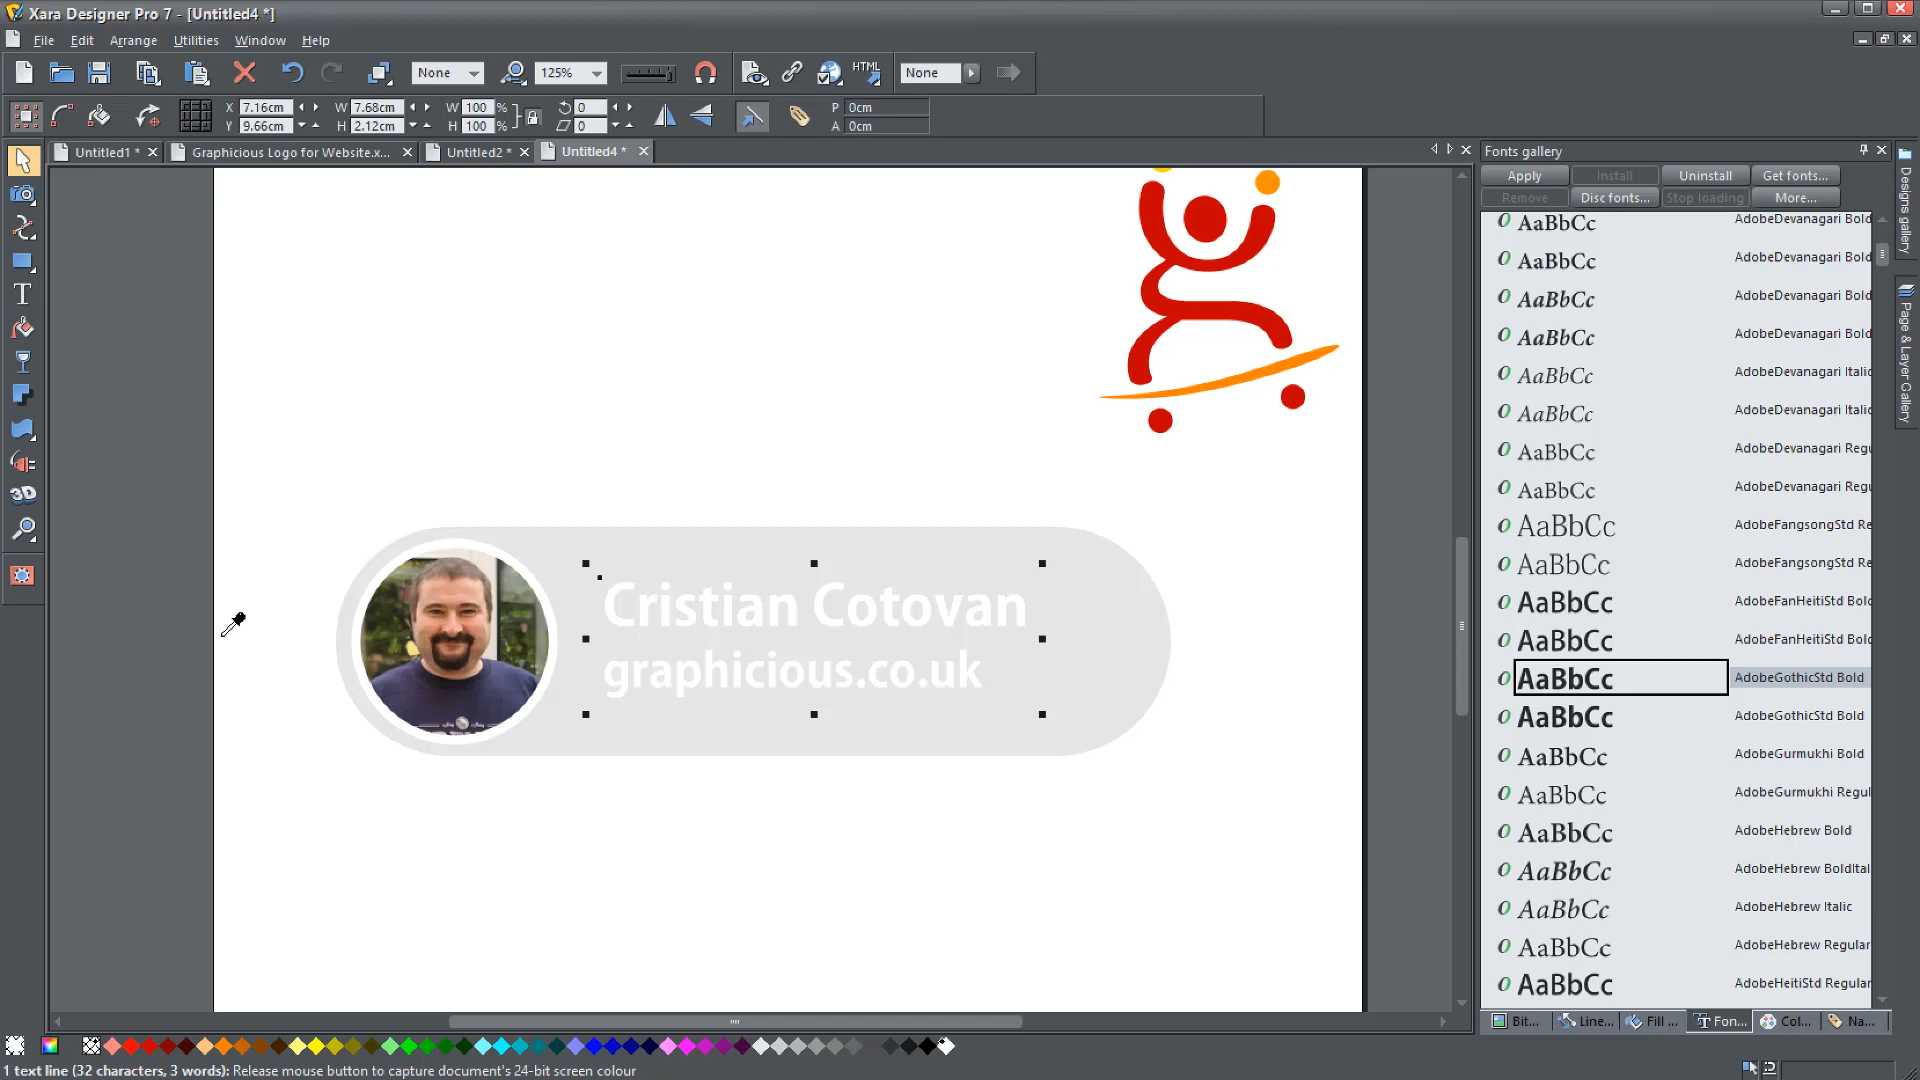 Xara Designer Pro 7 - [Untitled4 *]
File Edit Arrange Utilities Window Help
None 125% HTML None
X 7.16cm W 7.68cm W 100 % 0 P 0cm
Y 9.66cm H 2.12cm H 100 % 0 A 0cm
Untitled1 * Graphicious Logo for Website.x... Untitled2 * Untitled4 *
Fonts gallery
Apply Install Uninstall Get fonts...
Remove Disc fonts... Stop loading More...
Designs gallery
Page & Layer Gallery
AaBbCc AdobeDevanagari Bold
AaBbCc AdobeDevanagari Bold
AaBbCc AdobeDevanagari Bold
AaBbCc AdobeDevanagari Bold
AaBbCc AdobeDevanagari Italic
AaBbCc AdobeDevanagari Italic
AaBbCc AdobeDevanagari Regu
AaBbCc AdobeDevanagari Regu
AaBbCc AdobeFangsongStd Re
AaBbCc AdobeFangsongStd Re
AaBbCc AdobeFanHeitiStd Bold
AaBbCc AdobeFanHeitiStd Bold
AaBbCc AdobeGothicStd Bold
AaBbCc AdobeGothicStd Bold
AaBbCc AdobeGurmukhi Bold
AaBbCc AdobeGurmukhi Regul
AaBbCc AdobeHebrew Bold
AaBbCc AdobeHebrew BoldItal
AaBbCc AdobeHebrew Italic
AaBbCc AdobeHebrew Regular
AaBbCc AdobeHeitiStd Regular
Cristian Cotovan
graphicious.co.uk
3D
Bit... Line... Fill ... Fon... Col... Na...
1 text line (32 characters, 3 words): Release mouse button to capture document's 24-bit screen colour